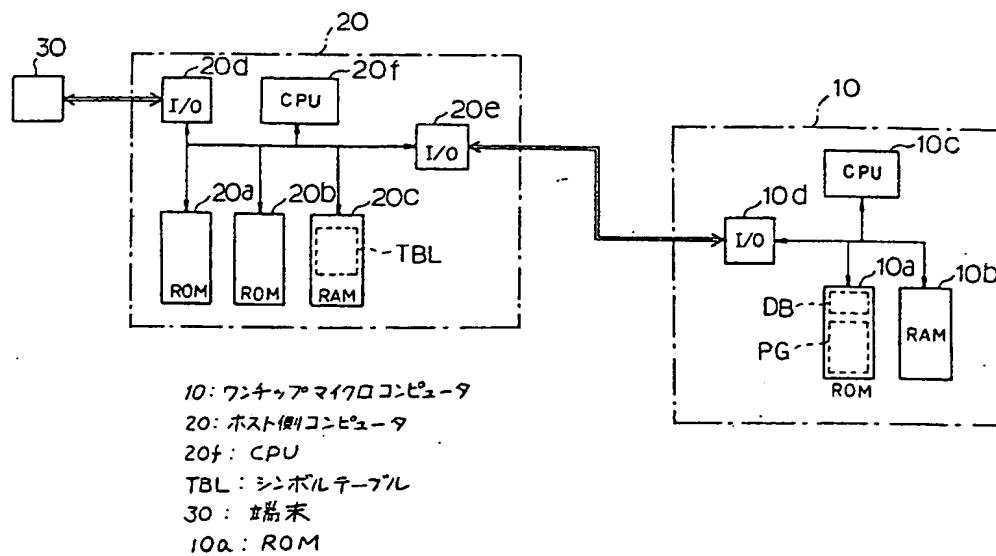 30
20
20d
20f
I/O
CPU
20e
I/O
20a
20b
20c
TBL
ROM
ROM
RAM
10
10c
CPU
10d
I/O
10a
10b
DB
PG
RAM
ROM
10:ワンチップマイクロコンピュータ
20:ホスト側コンピュータ
20f: CPU
TBL:シンボルテーブル
30: 端末
10a: ROM